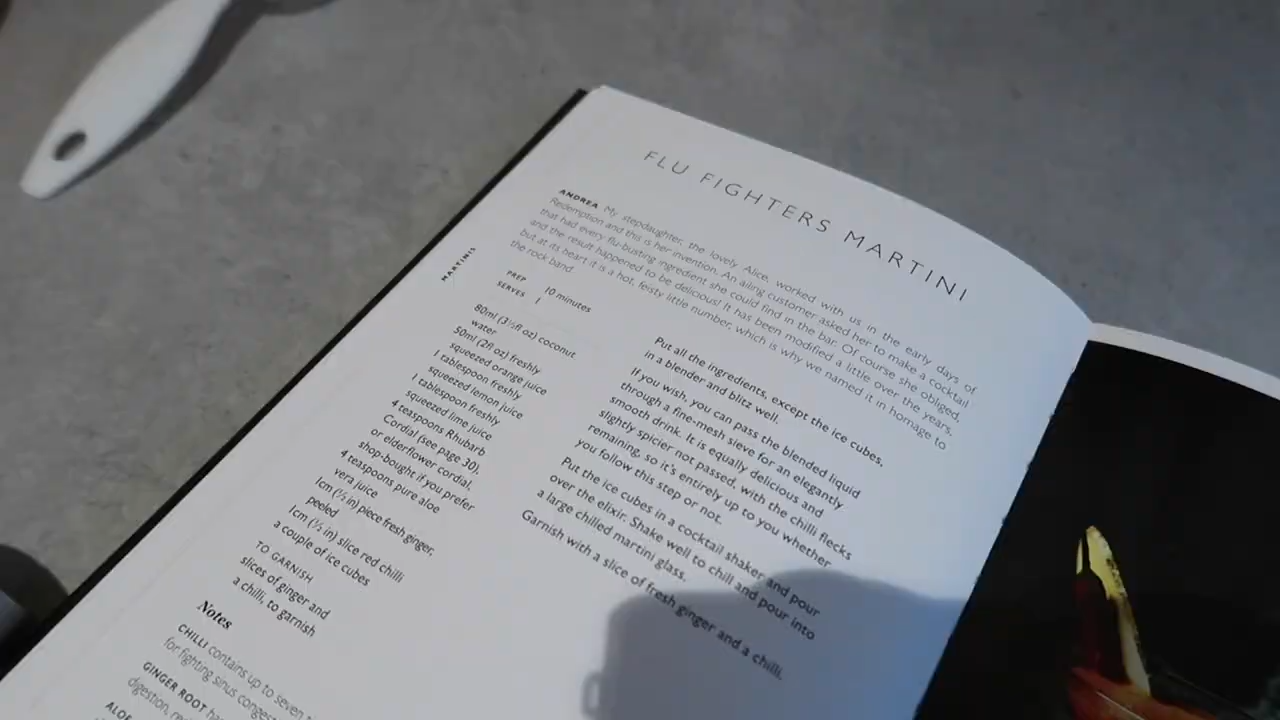 FLU FIGHTERS MARTINI
ANDREA My stepdaughter, the lovely Alice, worked with us in the early days of
Redemption and this is her invention. An ailing customer asked her to make a cocktail
that had every flu-busting ingredient she could find in the bar. Of course she obliged,
and the result happened to be delicious! It has been modified a little over the years,
but at its heart it is a hot, feisty little number, which is why we named it in homage to
the rock band.
MARTINIS
PREP 10 minutes
SERVES 1
80ml (3½fl oz) coconut
water
50ml (2fl oz) freshly
squeezed orange juice
1 tablespoon freshly
squeezed lemon juice
1 tablespoon freshly
squeezed lime juice
4 teaspoons Rhubarb
Cordial (see page 30),
or elderflower cordial,
shop-bought if you prefer
4 teaspoons pure aloe
vera juice
1cm (½ in) piece fresh ginger,
peeled
1cm (½ in) slice red chilli
a couple of ice cubes
TO GARNISH
slices of ginger and
a chilli, to garnish
Put all the ingredients, except the ice cubes,
in a blender and blitz well.
If you wish, you can pass the blended liquid
through a fine-mesh sieve for an elegantly
smooth drink. It is equally delicious and
slightly spicier not passed, with the chilli flecks
remaining, so it's entirely up to you whether
you follow this step or not.
Put the ice cubes in a cocktail shaker and pour
over the elixir. Shake well to chill and pour into
a large chilled martini glass.
Garnish with a slice of fresh ginger and a chilli.
Notes
CHILLI contains up to seven
for fighting sinus
GINGER ROOT
digestion,
ALOE